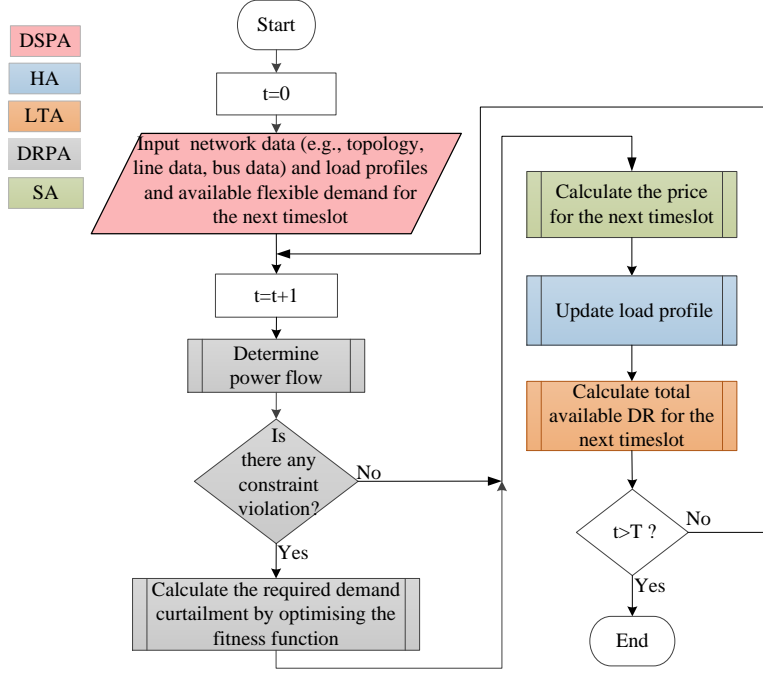 DSPA
HA
LTA
DRPA
SA
Start
t=0
Input network data (e.g., topology,
line data, bus data) and load profiles
and available flexible demand for
the next timeslot
t=t+1
Determine
power flow
Is
there any
constraint
violation?
No
Yes
Calculate the required demand
curtailment by optimising the
fitness function
Calculate the price
for the next timeslot
Update load profile
Calculate total
available DR for the
next timeslot
t>T ?
No
Yes
End